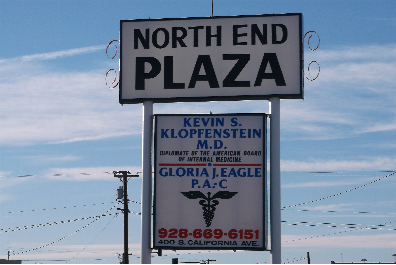 NORTH END
PLAZA
KEVIN S.
KLOPFENSTEIN
M.D.
DIPLOMATE OF THE AMERICAN BOARD
OF INTERNAL MEDICINE
GLORIA J. EAGLE
P.A.-C
928-669-6151
400 S. CALIFORNIA AVE.